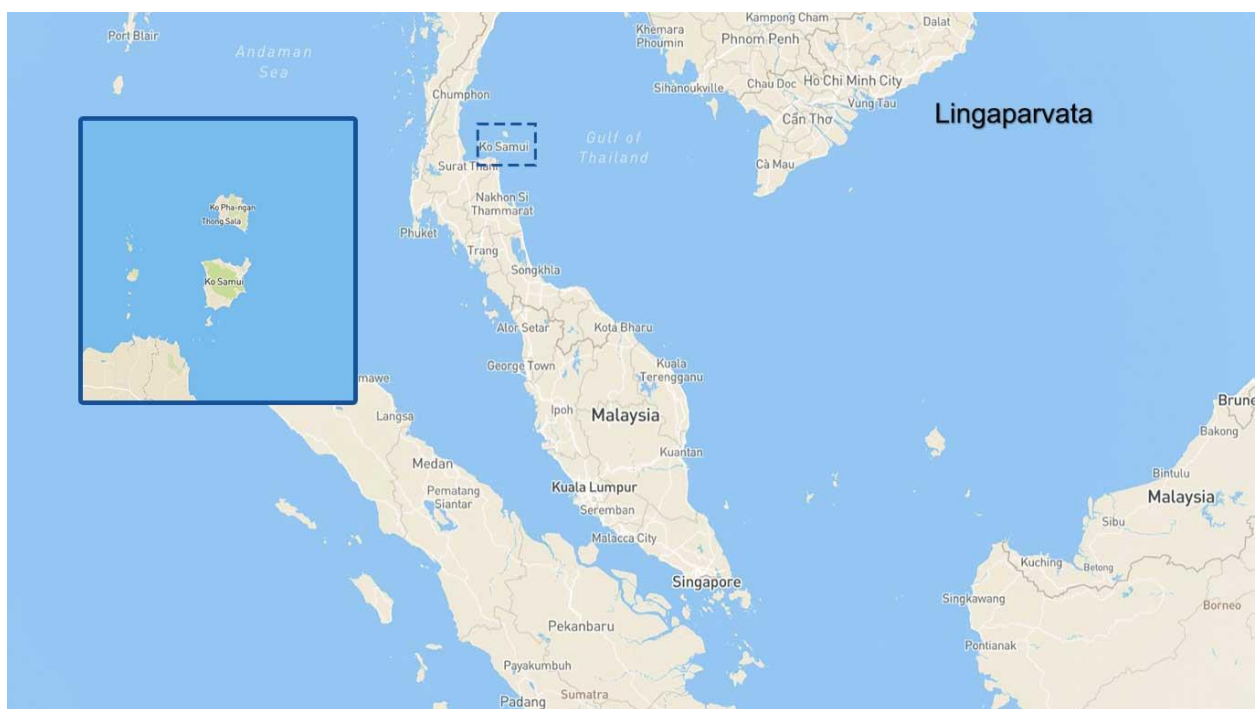 Port Blair
Andaman
Sea
Chumphon
Ko Samui
Surat Thani
Gulf of
Thailand
Nakhon Si
Thammarat
Phuket
Trang
Songkhla
Khemara
Phoumin
Kampong Cham
Phnom Penh
Dalat
Sihanoukville
Chau Doc
Ho Chi Minh City
Vung Tau
Cần Thơ
Cà Mau
Lingaparvata
Ko Pha-ngan
Thong Sala
Ko Samui
Alor Setar
Kota Bharu
George Town
Kuala
Terengganu
mawe
Langsa
Ipoh
Malaysia
Kuantan
Medan
Pematang
Siantar
Kuala Lumpur
Seremban
Malacca City
Singapore
Pekanbaru
Payakumbuh
Sumatra
Padang
Brune
Bakong
Bintulu
Malaysia
Sibu
Kuching
Betong
Singkawang
Borneo
Pontianak